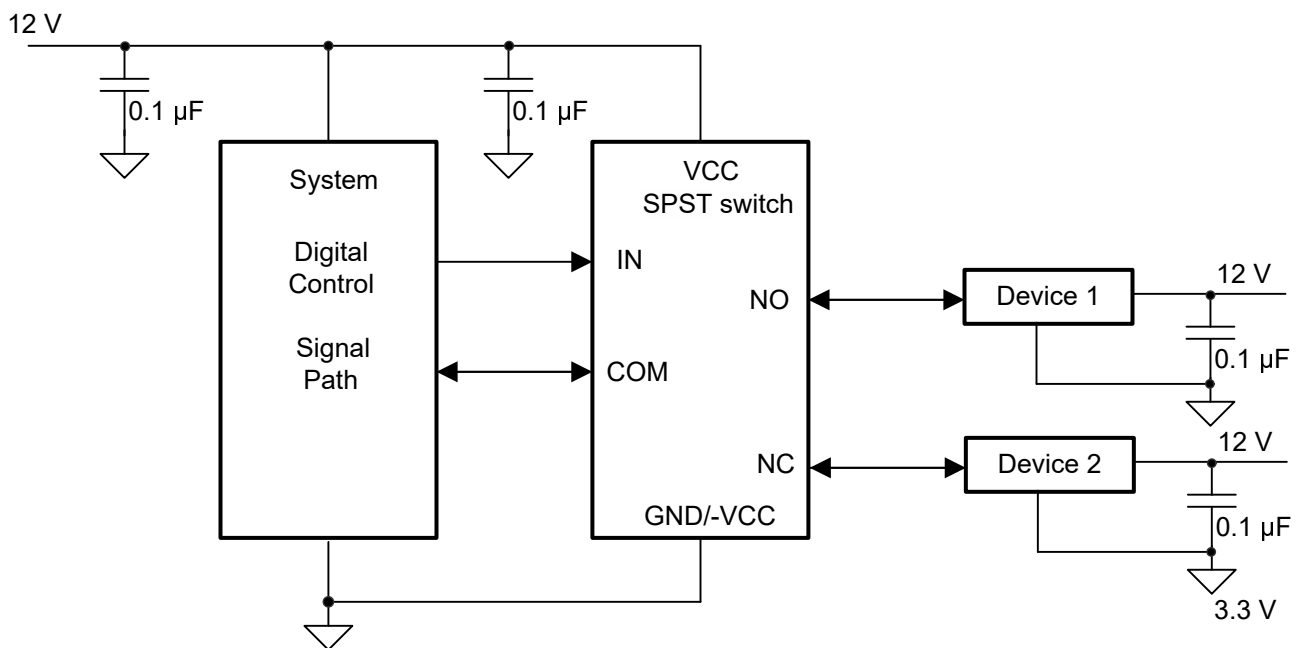 12 V
0.1 µF
0.1 µF
System
Digital
Control
Signal
Path
VCC
SPST switch
IN
NO
COM
NC
GND/-VCC
Device 1
12 V
0.1 µF
Device 2
12 V
0.1 µF
3.3 V